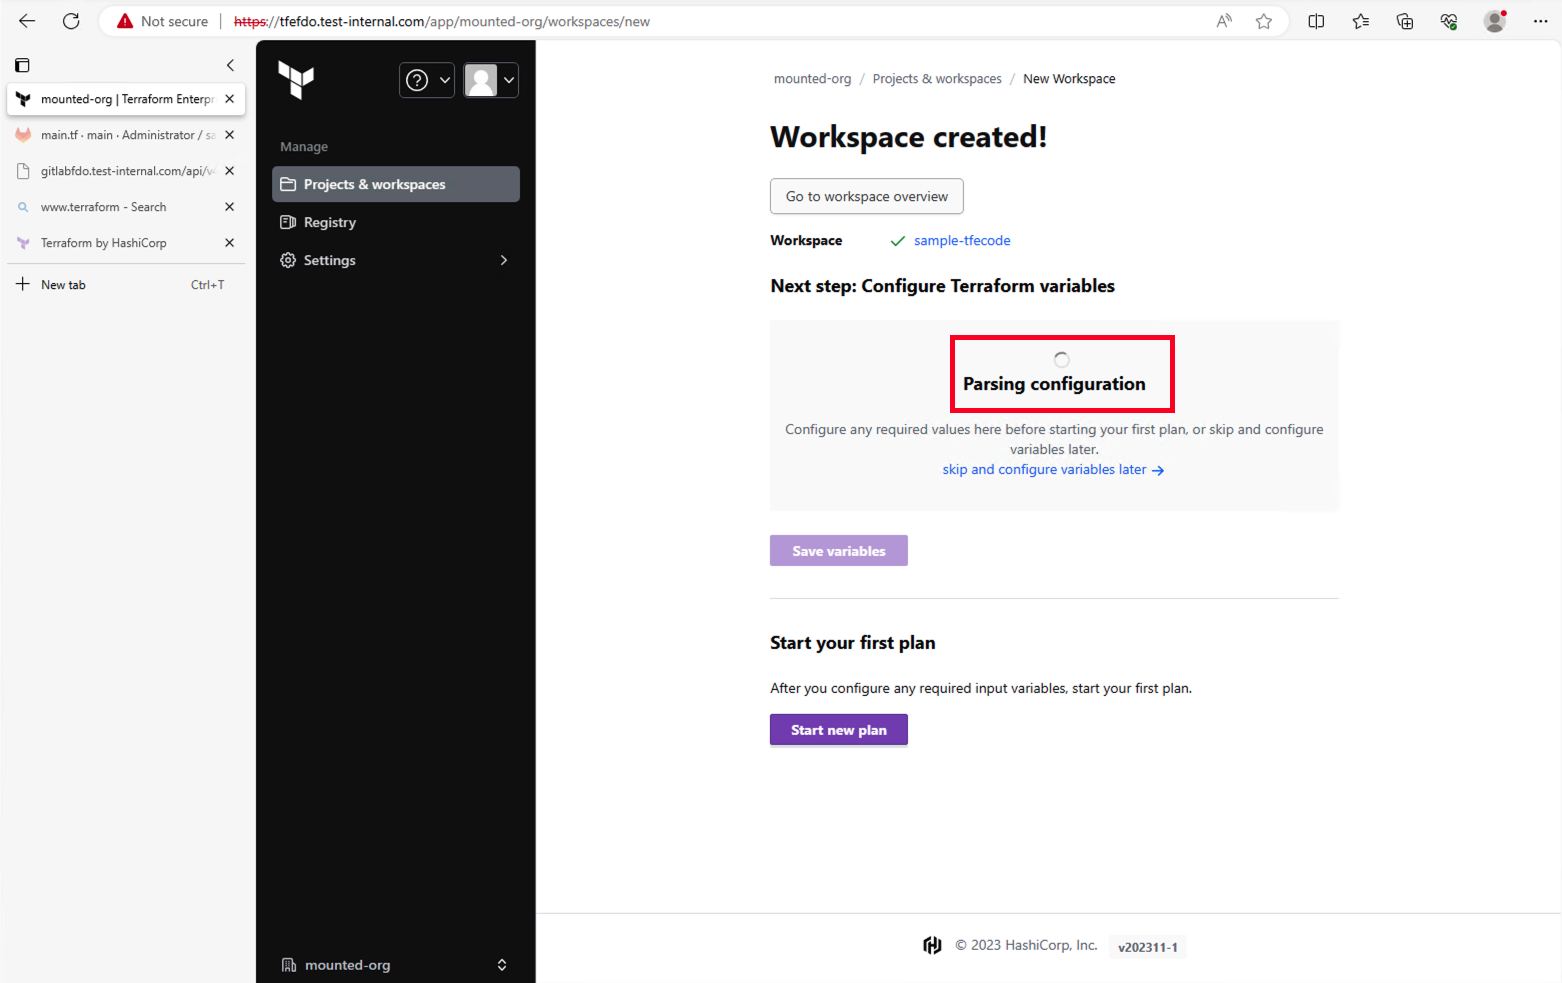 Not secure | https://tfefdo.test-internal.com/app/mounted-org/workspaces/new
mounted-org | Terraform Enterpr
main.tf · main · Administrator / sa
gitlabfdo.test-internal.com/api/v4
www.terraform - Search
Terraform by HashiCorp
New tab Ctrl+T
Manage
Projects & workspaces
Registry
Settings
mounted-org
mounted-org / Projects & workspaces / New Workspace
Workspace created!
Go to workspace overview
Workspace sample-tfecode
Next step: Configure Terraform variables
Parsing configuration
Configure any required values here before starting your first plan, or skip and configure
variables later.
skip and configure variables later →
Save variables
Start your first plan
After you configure any required input variables, start your first plan.
Start new plan
© 2023 HashiCorp, Inc. v202311-1